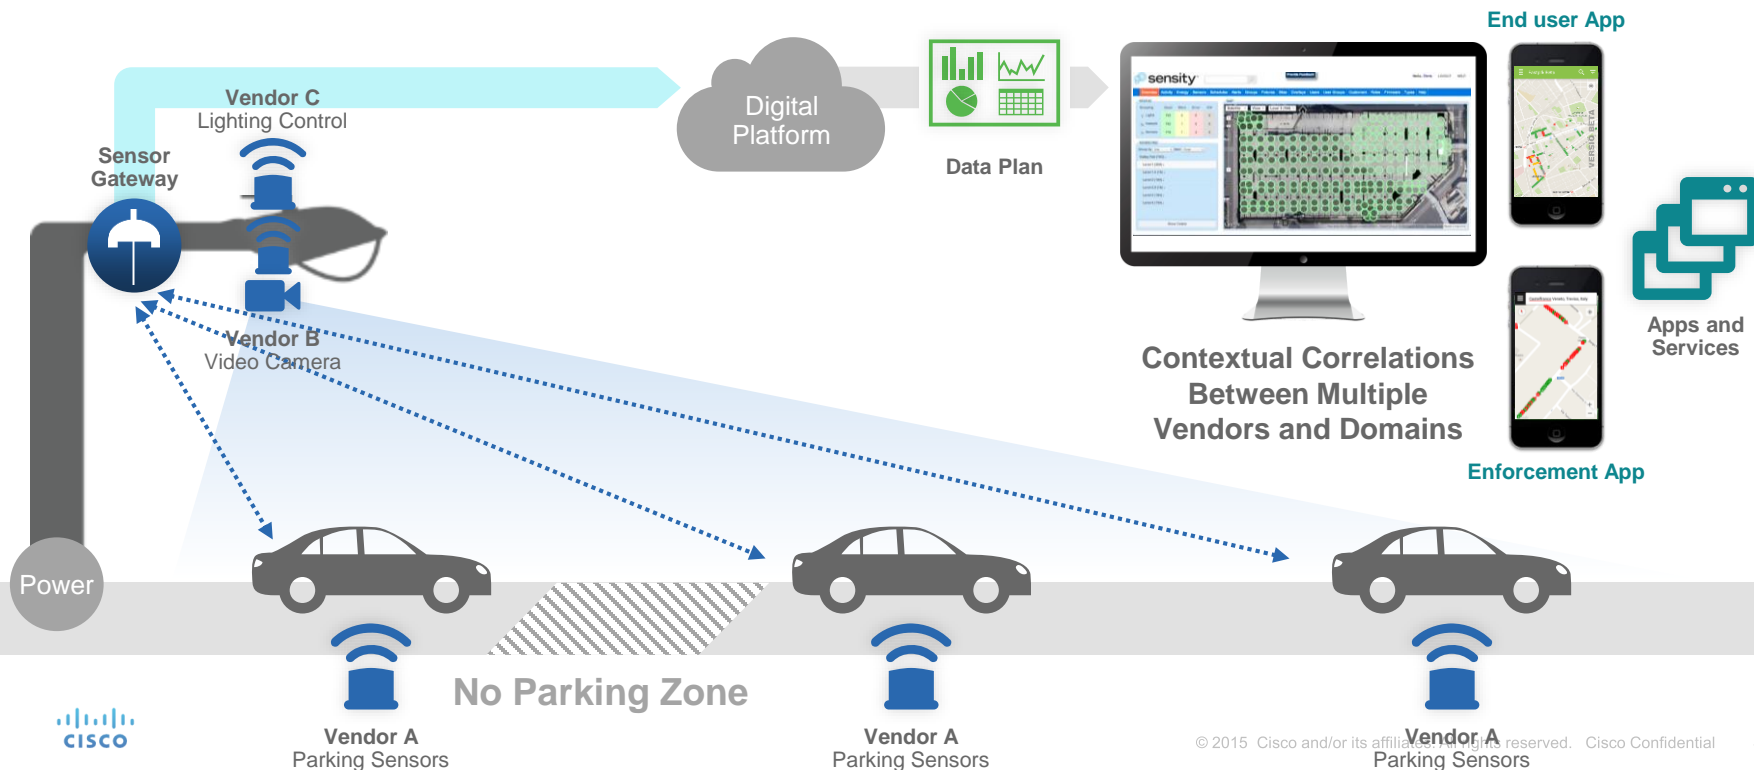 End user App
Vendor C
Lighting Control
Sensor
Gateway
Digital
Platform
Data Plan
sensity
Vendor B
Video Camera
Contextual Correlations
Between Multiple
Vendors and Domains
Apps and
Services
Enforcement App
VERSIO BETA
Power
No Parking Zone
CISCO
Vendor A
Parking Sensors
Vendor A
Parking Sensors
Vendor A
Parking Sensors
© 2015 Cisco and/or its affiliates. All rights reserved. Cisco Confidential